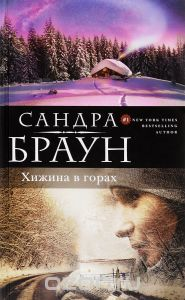 САНДРА
#1 NEW YORK TIMES
BESTSELLING
AUTHOR
БРАУН
Хижина в горах